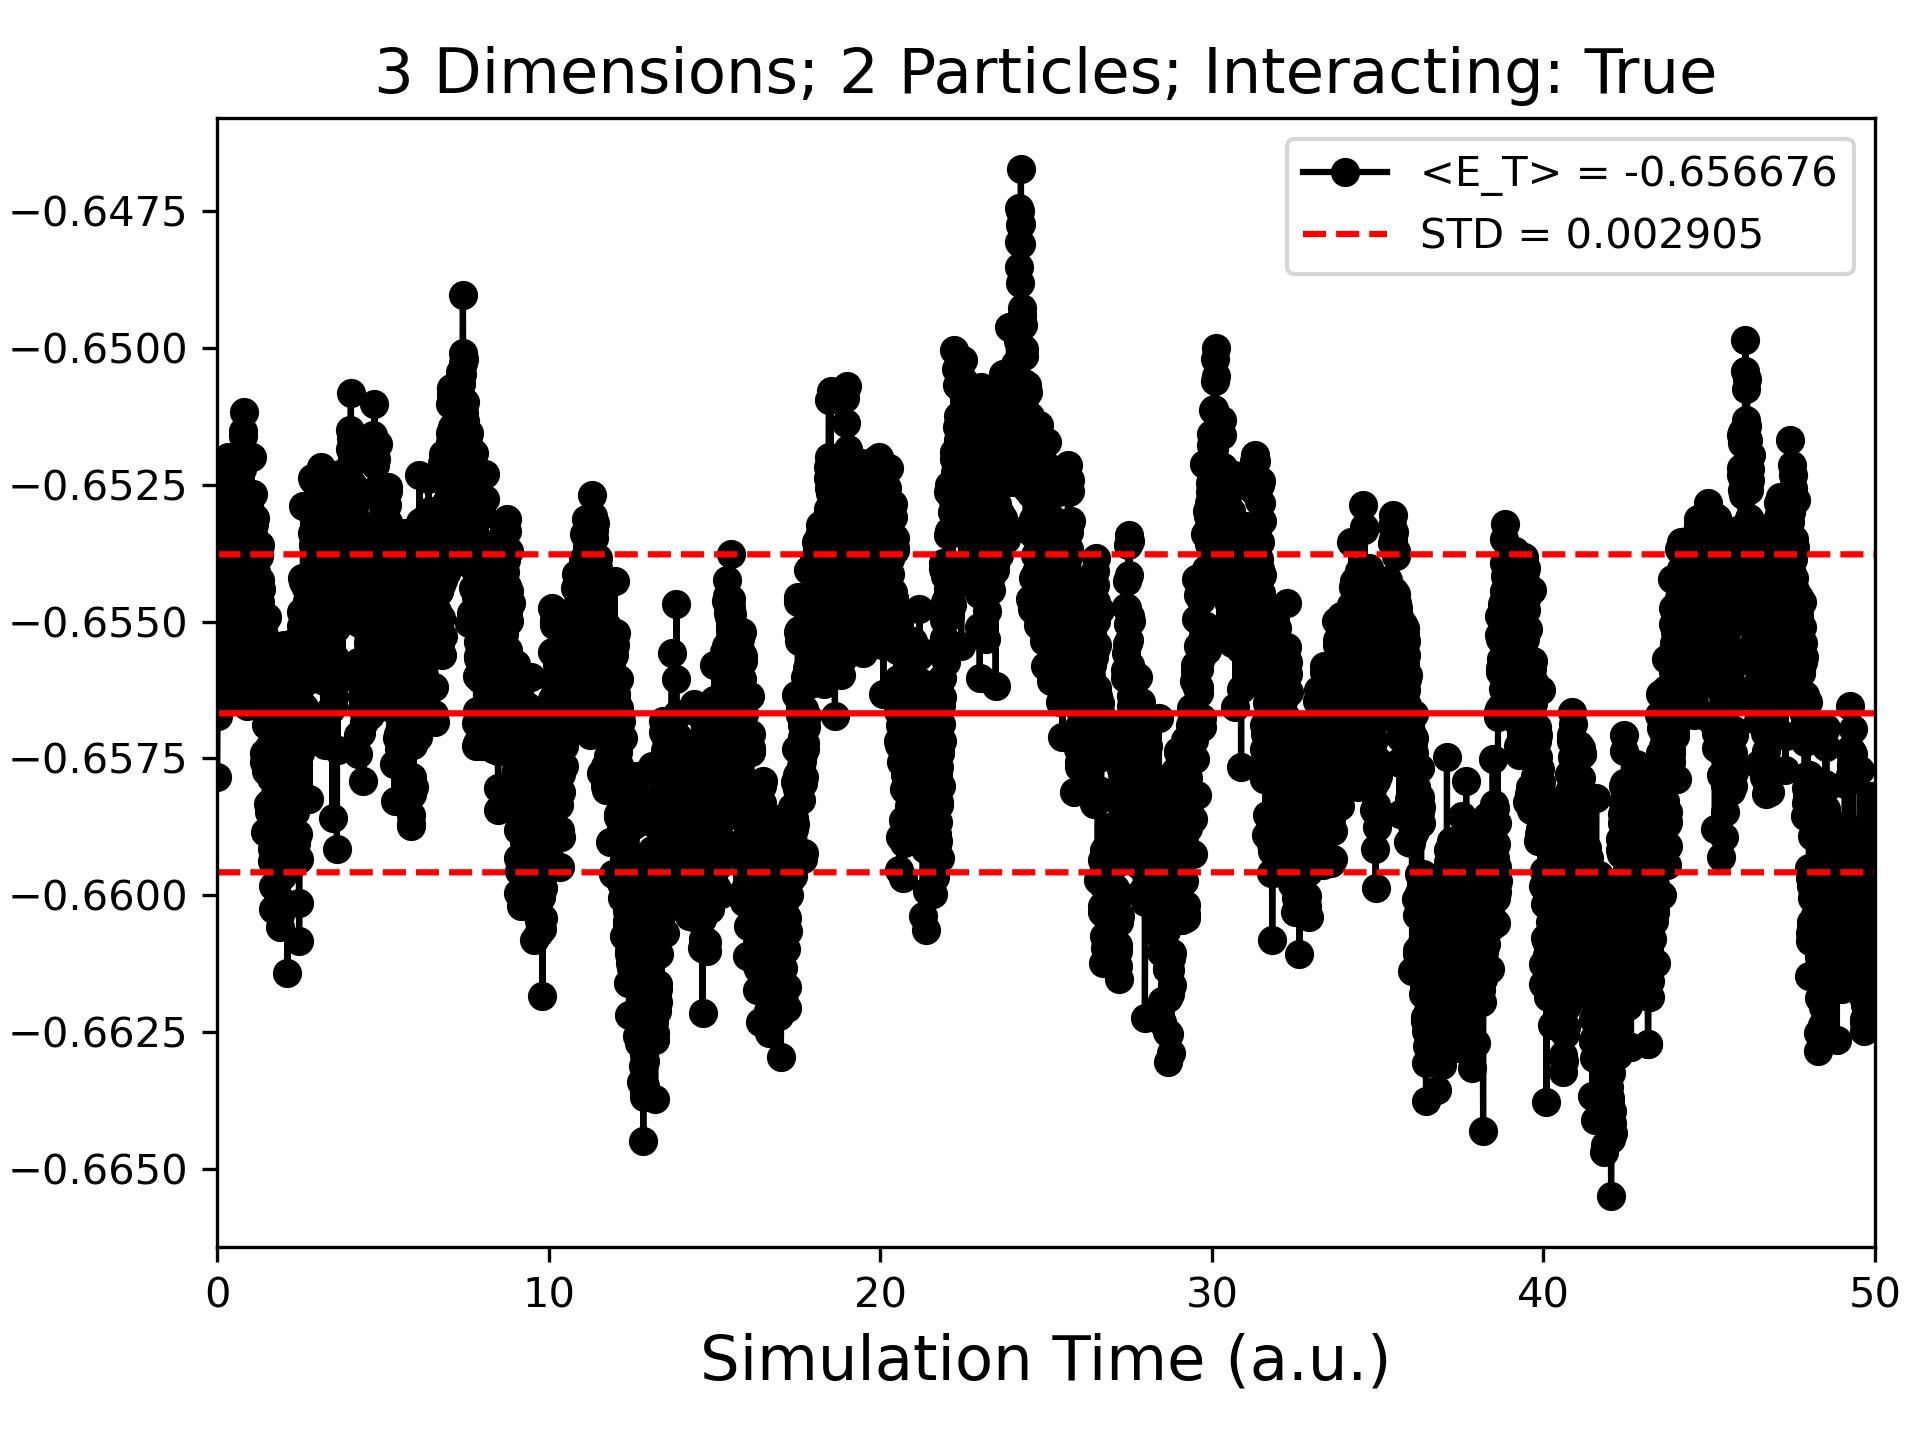 3 Dimensions; 2 Particles; Interacting: True
<E_T> = -0.656676
STD = 0.002905
−0.6475
−0.6500
−0.6525
−0.6550
−0.6575
−0.6600
−0.6625
−0.6650
0 10 20 30 40 50
Simulation Time (a.u.)